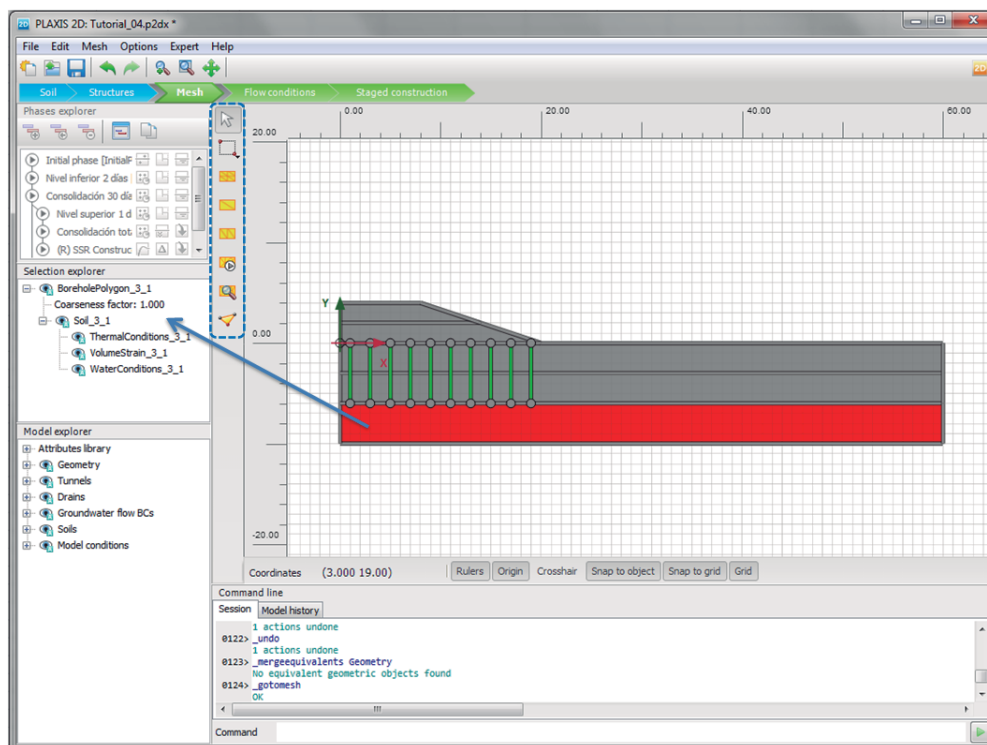 PLAXIS 2D: Tutorial_04.p2dx *
File Edit Mesh Options Expert Help
Soil Structures Mesh Flow conditions Staged construction
Phases explorer
Initial phase [InitialP
Nivel inferior 2 días
Consolidación 30 día
Nivel superior 1 d
Consolidación tot
(R) SSR Construc
Selection explorer
BoreholePolygon_3_1
Coarseness factor: 1.000
Soil_3_1
ThermalConditions_3_1
VolumeStrain_3_1
WaterConditions_3_1
Model explorer
Attributes library
Geometry
Tunnels
Drains
Groundwater flow BCs
Soils
Model conditions
0.00 20.00 40.00 60.00
20.00
0.00
-20.00
Y
X
Coordinates (3.000 19.00) Rulers Origin Crosshair Snap to object Snap to grid Grid
Command line
Session Model history
1 actions undone
0122> _undo
1 actions undone
0123> _mergeequivalents Geometry
No equivalent geometric objects found
0124> _gotomesh
OK
Command